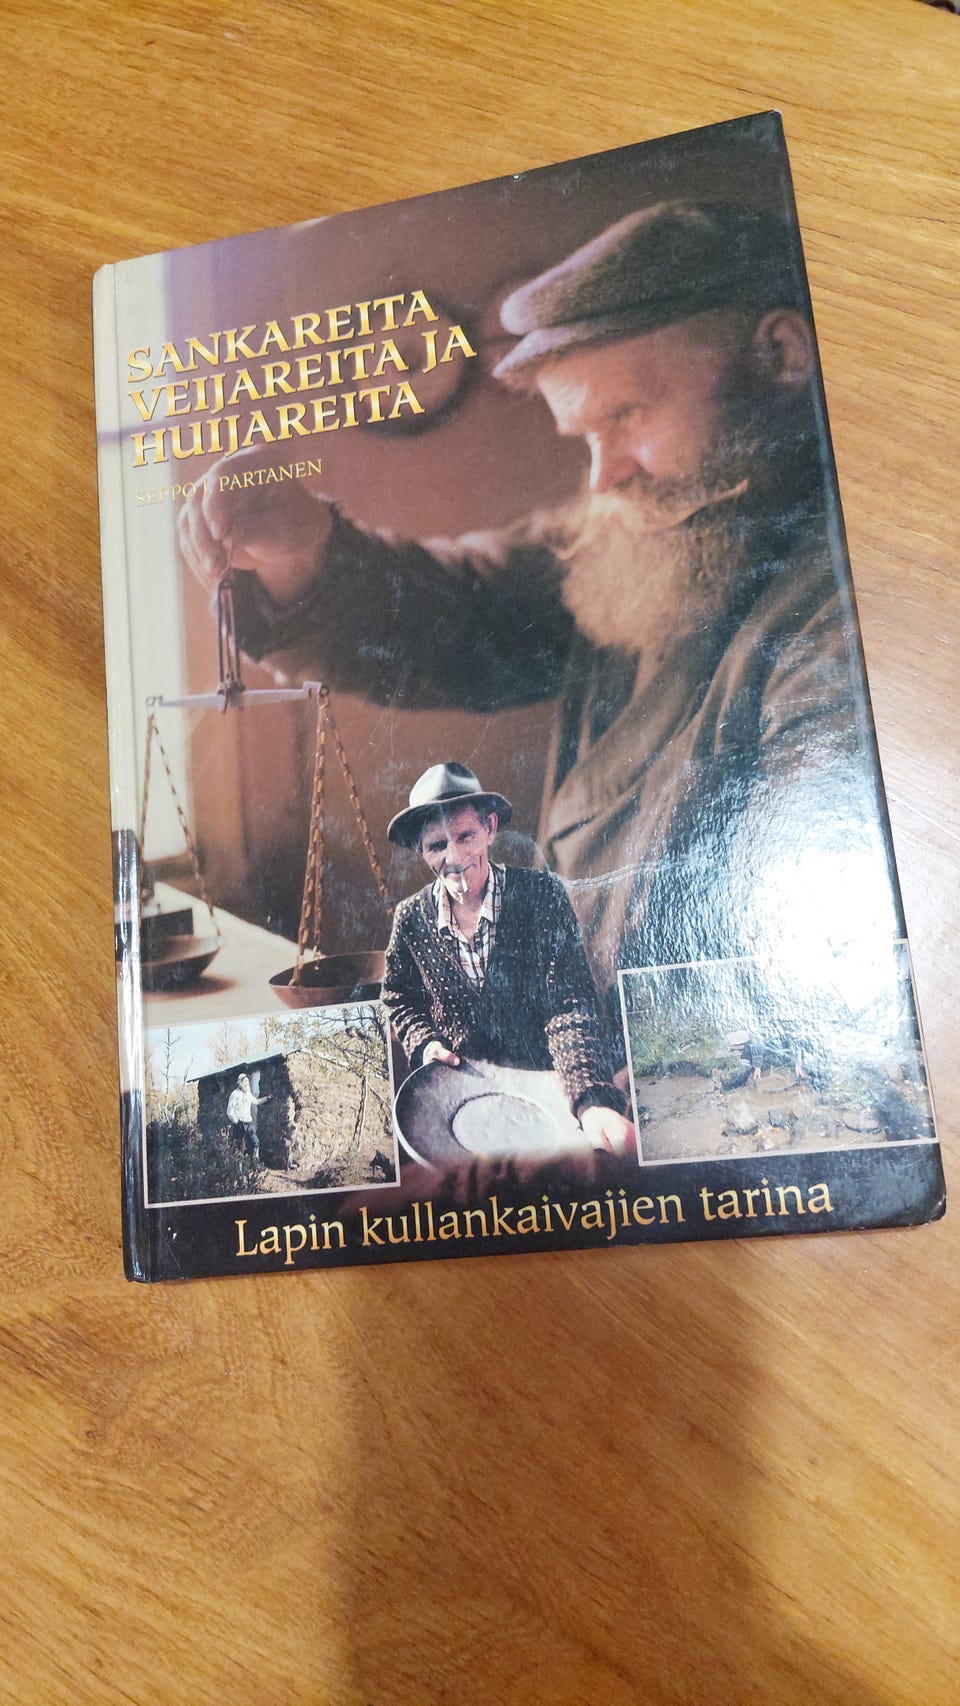 SANKAREITA
VEIJAREITA JA
HUIJAREITA
SEPPO J. PARTANEN
Lapin kullankaivajien tarina